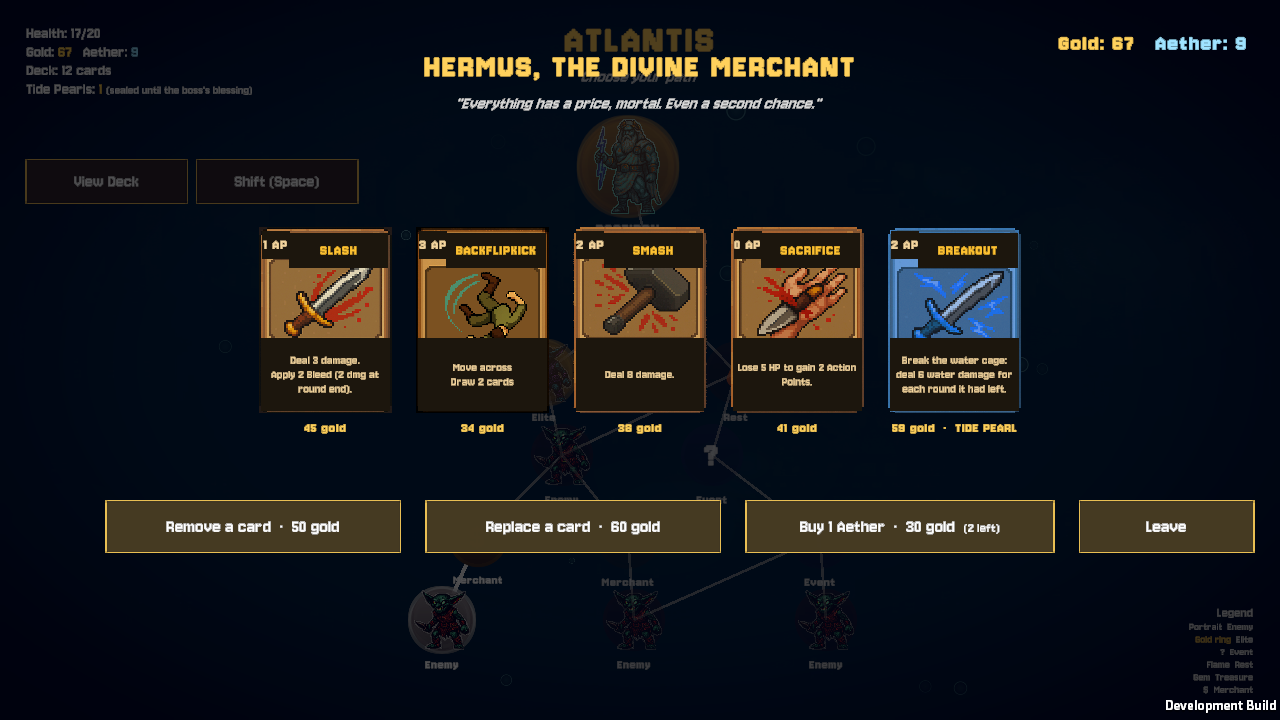 Health: 17/20
Gold: 67 Aether: 9
Deck: 12 cards
Tide Pearls: 1 (sealed until the boss's blessing)
ATLANTIS
choose your path
HERMUS, THE DIVINE MERCHANT
"Everything has a price, mortal. Even a second chance."
Gold: 67 Aether: 9
View Deck
Shift (Space)
1 AP
SLASH
Deal 3 damage.
Apply 2 Bleed (2 dmg at
round end).
45 gold
3 AP
BACKFLIPKICK
Move across
Draw 2 cards
34 gold
2 AP
SMASH
Deal 8 damage.
38 gold
0 AP
SACRIFICE
Lose 5 HP to gain 2 Action
Points.
41 gold
2 AP
BREAKOUT
Break the water cage:
deal 6 water damage for
each round it had left.
59 gold · TIDE PEARL
Elite
Rest
?
Enemy
Event
Remove a card · 50 gold
Replace a card · 60 gold
Buy 1 Aether · 30 gold (2 left)
Leave
Merchant
Merchant
Event
Enemy
Enemy
Enemy
Legend
Portrait Enemy
Gold ring Elite
? Event
Flame Rest
Gem Treasure
$ Merchant
Development Build